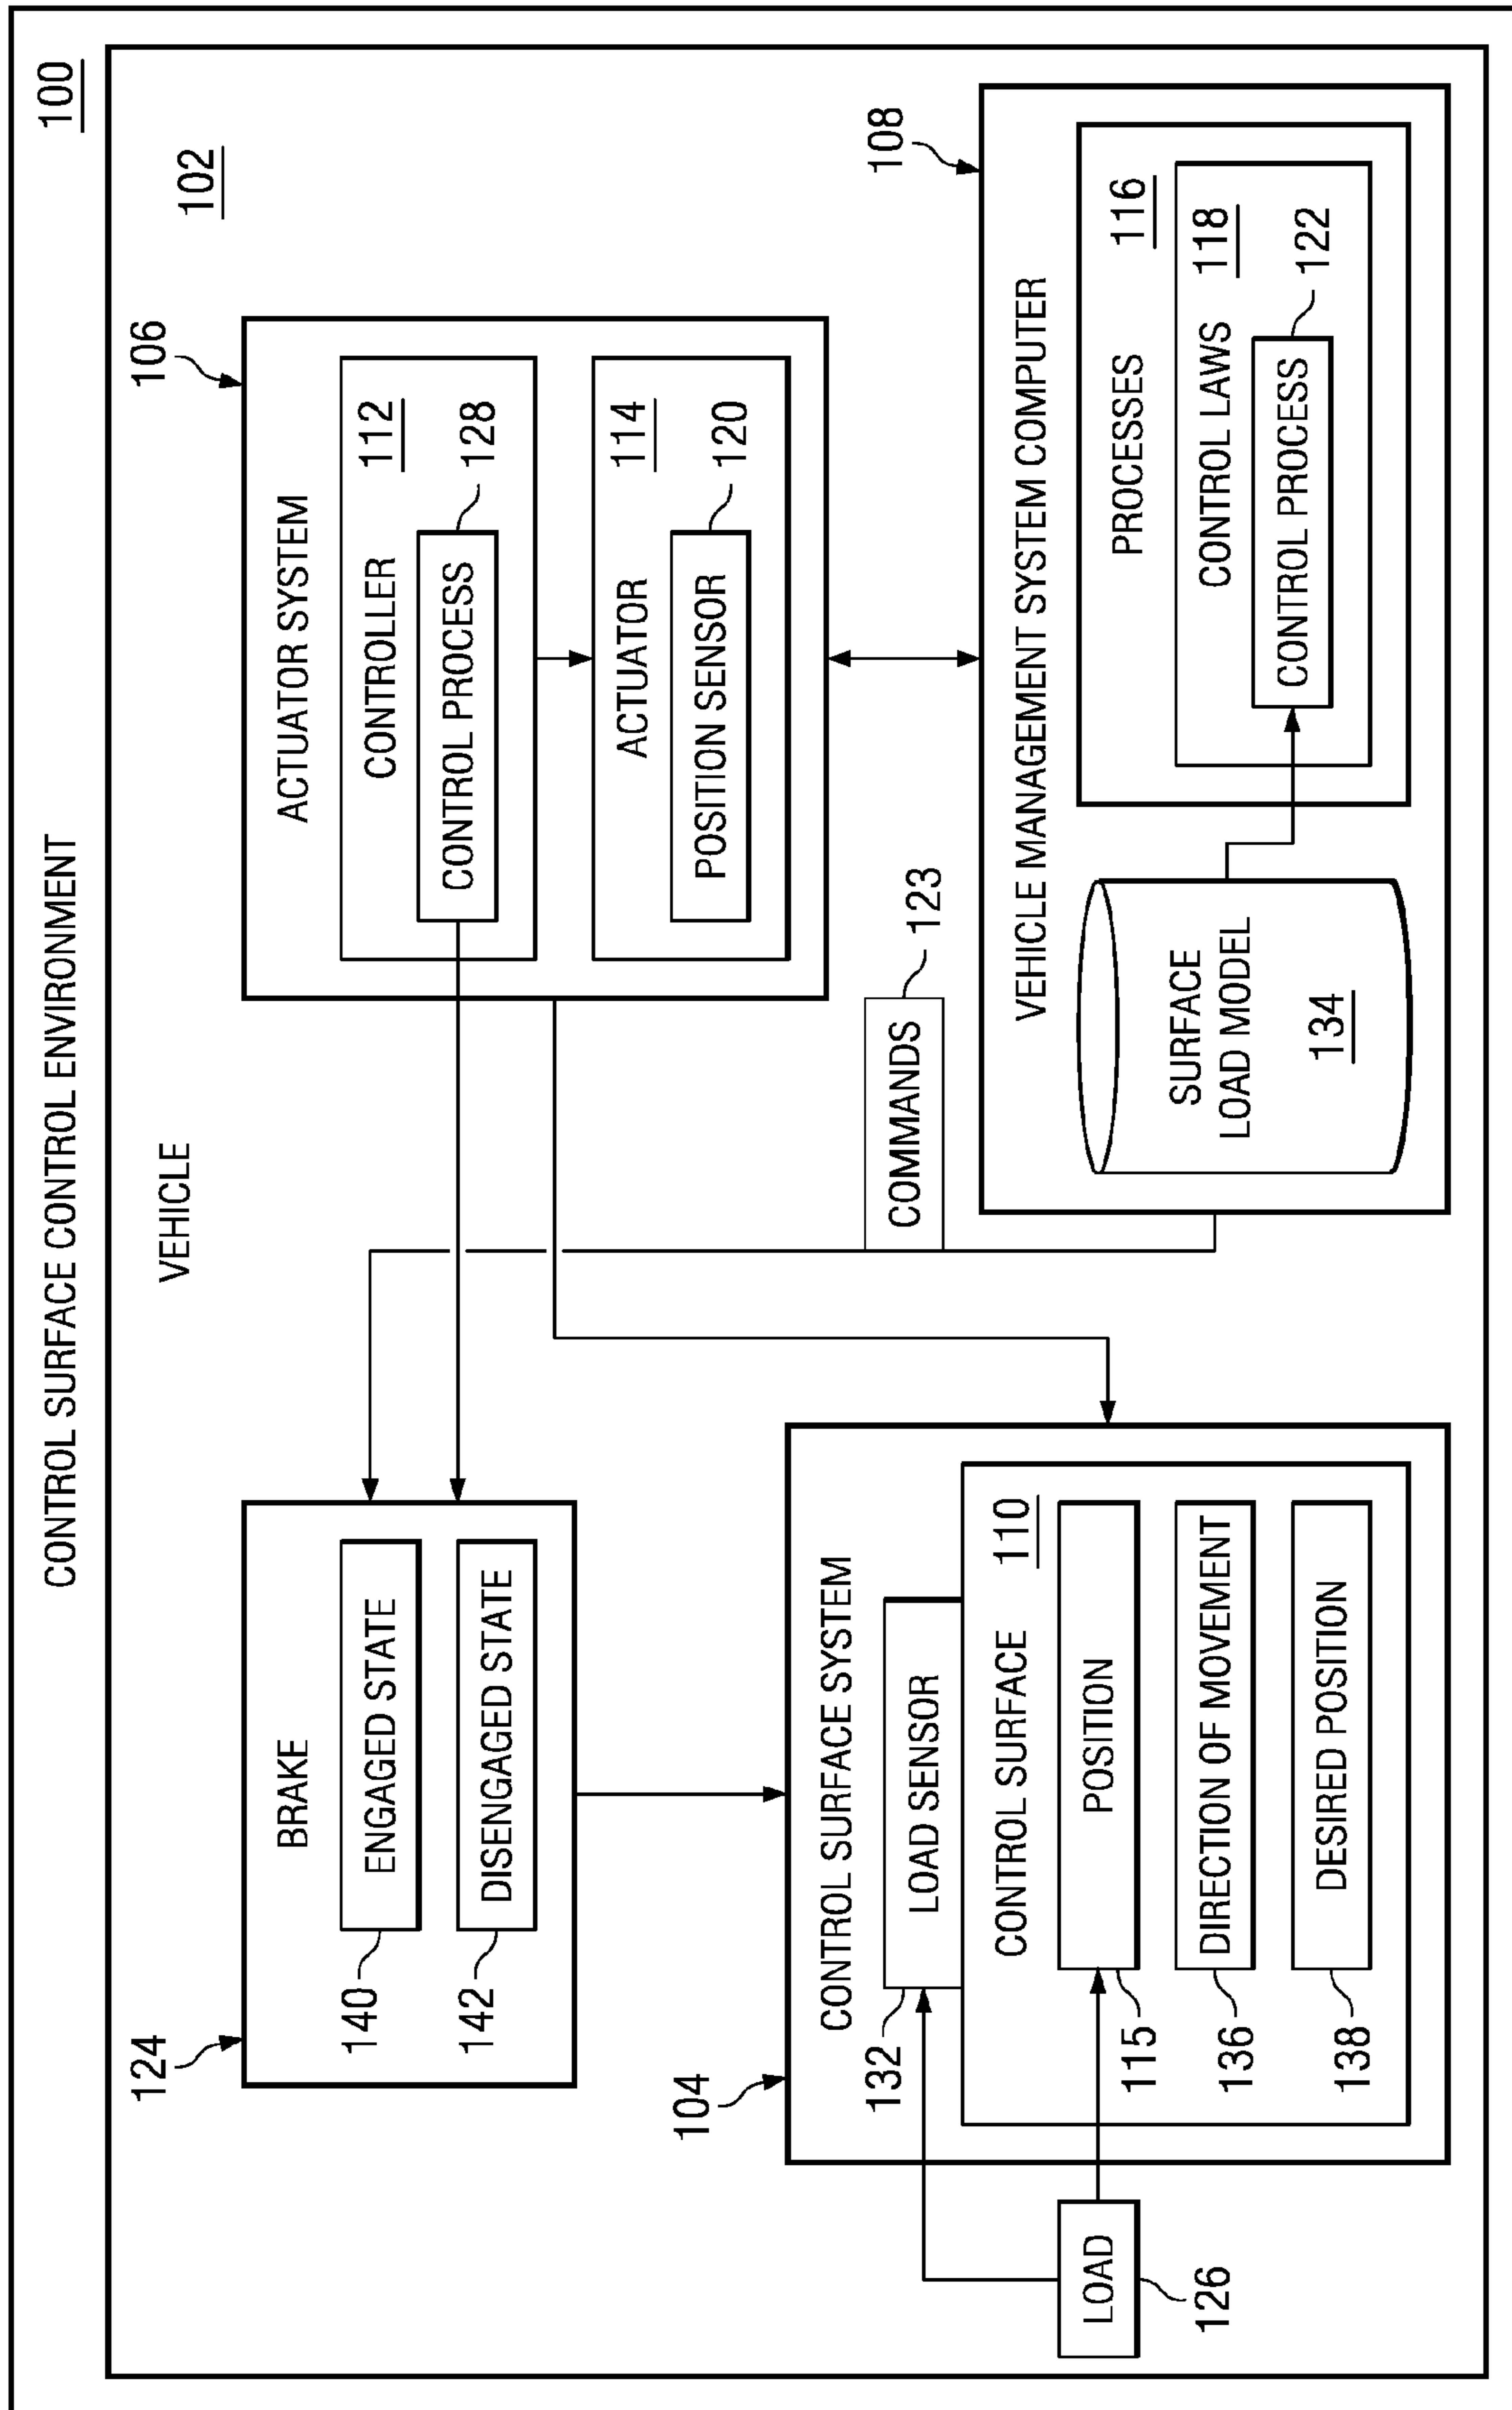 CONTROL SURFACE CONTROL ENVIRONMENT
100
VEHICLE
102
124
BRAKE
140
ENGAGED STATE
142
DISENGAGED STATE
106
ACTUATOR SYSTEM
CONTROLLER
112
CONTROL PROCESS
128
ACTUATOR
114
POSITION SENSOR
120
104
CONTROL SURFACE SYSTEM
132
LOAD SENSOR
CONTROL SURFACE
110
115
POSITION
136
DIRECTION OF MOVEMENT
138
DESIRED POSITION
LOAD
126
COMMANDS
123
108
VEHICLE MANAGEMENT SYSTEM COMPUTER
SURFACE
LOAD MODEL
134
PROCESSES
116
CONTROL LAWS
118
CONTROL PROCESS
122